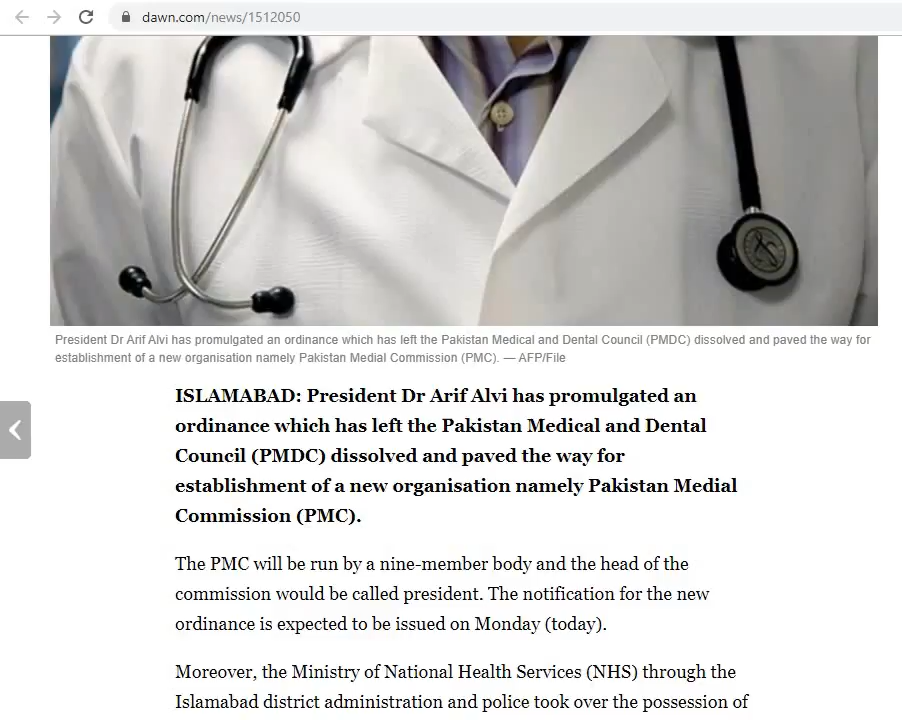 dawn.com/news/1512050
President Dr Arif Alvi has promulgated an ordinance which has left the Pakistan Medical and Dental Council (PMDC) dissolved and paved the way for
establishment of a new organisation namely Pakistan Medial Commission (PMC). — AFP/File
ISLAMABAD: President Dr Arif Alvi has promulgated an
ordinance which has left the Pakistan Medical and Dental
Council (PMDC) dissolved and paved the way for
establishment of a new organisation namely Pakistan Medial
Commission (PMC).
The PMC will be run by a nine-member body and the head of the
commission would be called president. The notification for the new
ordinance is expected to be issued on Monday (today).
Moreover, the Ministry of National Health Services (NHS) through the
Islamabad district administration and police took over the possession of